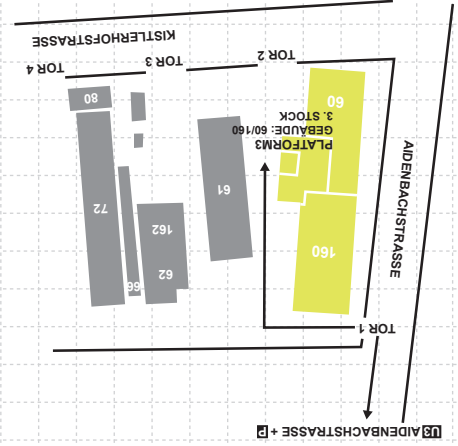 KISTLERHOFSTRASSE
TOR 4
TOR 3
TOR 2
80
60
3. STOCK
GEBÄUDE: 60/160
PLATFORM3
AIDENBACHSTRASSE
61
72
162
160
62
66
TOR 1
U3 AIDENBACHSTRASSE + P